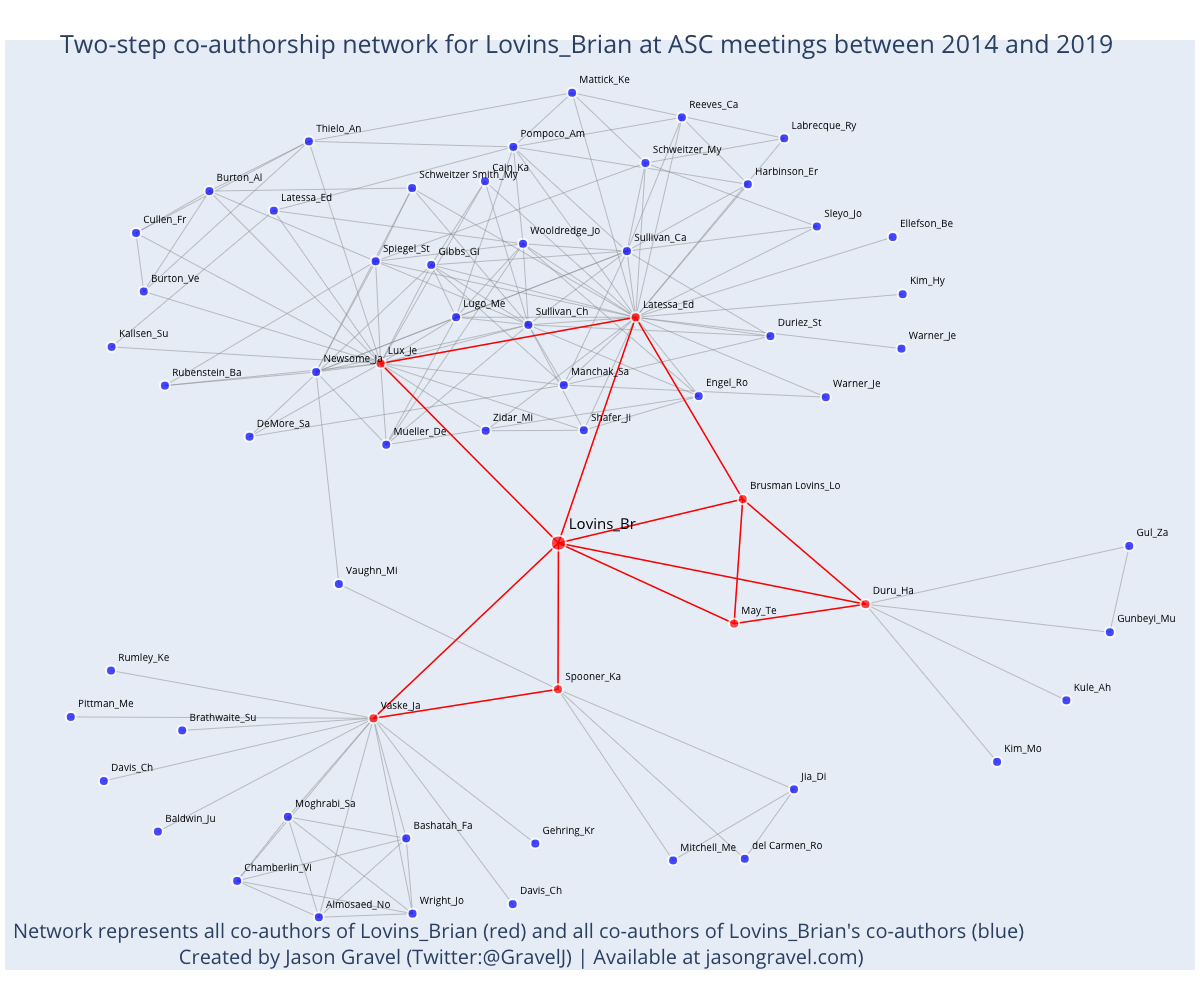 Two-step co-authorship network for Lovins_Brian at ASC meetings between 2014 and 2019
Mattick_Ke
Reeves_Ca
Labrecque_Ry
Thielo_An
Pompoco_Am
Schweitzer_My
Cain_Ka
Harbinson_Er
Burton_Al
Schweitzer Smith_My
Latessa_Ed
Cullen_Fr
Sleyo_Jo
Ellefson_Be
Wooldredge_Jo
Sullivan_Ca
Spiegel_St
Gibbs_Gl
Burton_Ve
Kim_Hy
Lugo_Me
Sullivan_Ch
Latessa_Ed
Duriez_St
Kalisen_Su
Warner_Je
Newsome_Ja
Lux_Je
Rubenstein_Ba
Manchak_Sa
Engel_Ro
Warner_Je
DeMore_Sa
Mueller_De
Zidar_Mi
Shafer_Ji
Brusman Lovins_Lo
Lovins_Br
Gul_Za
Vaughn_Mi
Duru_Ha
May_Te
Gunbeyi_Mu
Rumley_Ke
Spooner_Ka
Kule_Ah
Pittman_Me
Vaske_Ja
Brathwaite_Su
Kim_Mo
Davis_Ch
Jia_Di
Moghrabi_Sa
Baldwin_Ju
Bashatah_Fa
Gehring_Kr
Mitchell_Me
del Carmen_Ro
Chamberlin_Vi
Davis_Ch
Almosaed_No
Wright_Jo
Network represents all co-authors of Lovins_Brian (red) and all co-authors of Lovins_Brian's co-authors (blue)
Created by Jason Gravel (Twitter:@GravelJ) | Available at jasongravel.com)